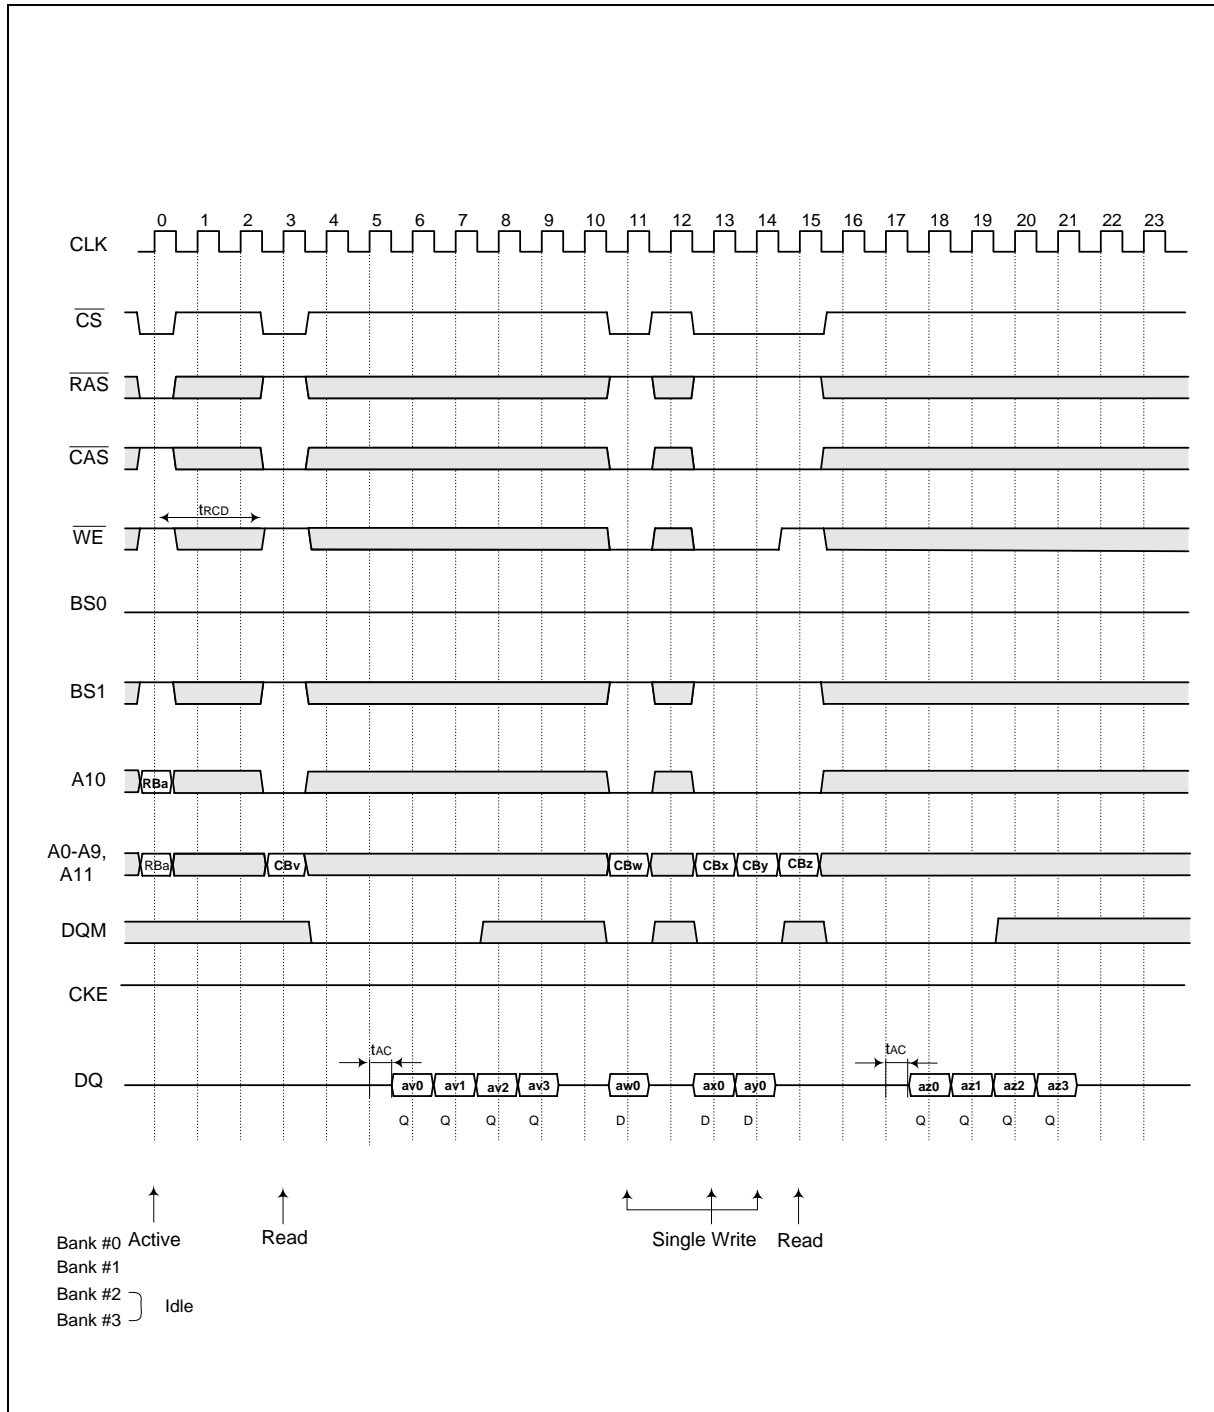 0 1 2 3 4 5 6 7 8 9 10 11 12 13 14 15 16 17 18 19 20 21 22 23
CLK
CS
RAS
CAS
tRCD
WE
BS0
BS1
A10 RBa
A0-A9,
A11 RBa CBv CBw CBx CBy CBz
DQM
CKE
tAC tAC
DQ av0 av1 av2 av3 aw0 ax0 ay0 az0 az1 az2 az3
Q Q Q Q D D D Q Q Q Q
Bank #0 Active Read Single Write Read
Bank #1
Bank #2
Idle
Bank #3